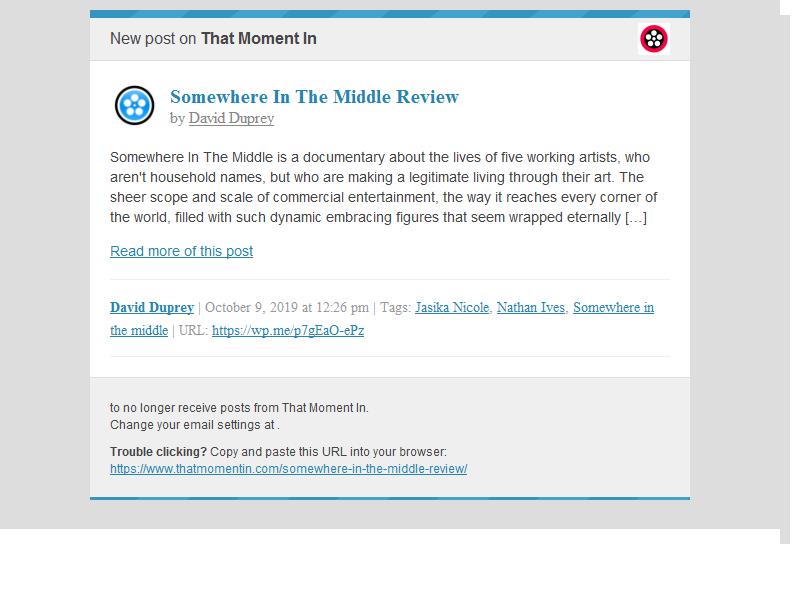 New post on That Moment In
Somewhere In The Middle Review
by David Duprey
Somewhere In The Middle is a documentary about the lives of five working artists, who
aren't household names, but who are making a legitimate living through their art. The
sheer scope and scale of commercial entertainment, the way it reaches every corner of
the world, filled with such dynamic embracing figures that seem wrapped eternally […]
Read more of this post
David Duprey | October 9, 2019 at 12:26 pm | Tags: Jasika Nicole, Nathan Ives, Somewhere in
the middle | URL: https://wp.me/p7gEaO-ePz
to no longer receive posts from That Moment In.
Change your email settings at .
Trouble clicking? Copy and paste this URL into your browser:
https://www.thatmomentin.com/somewhere-in-the-middle-review/